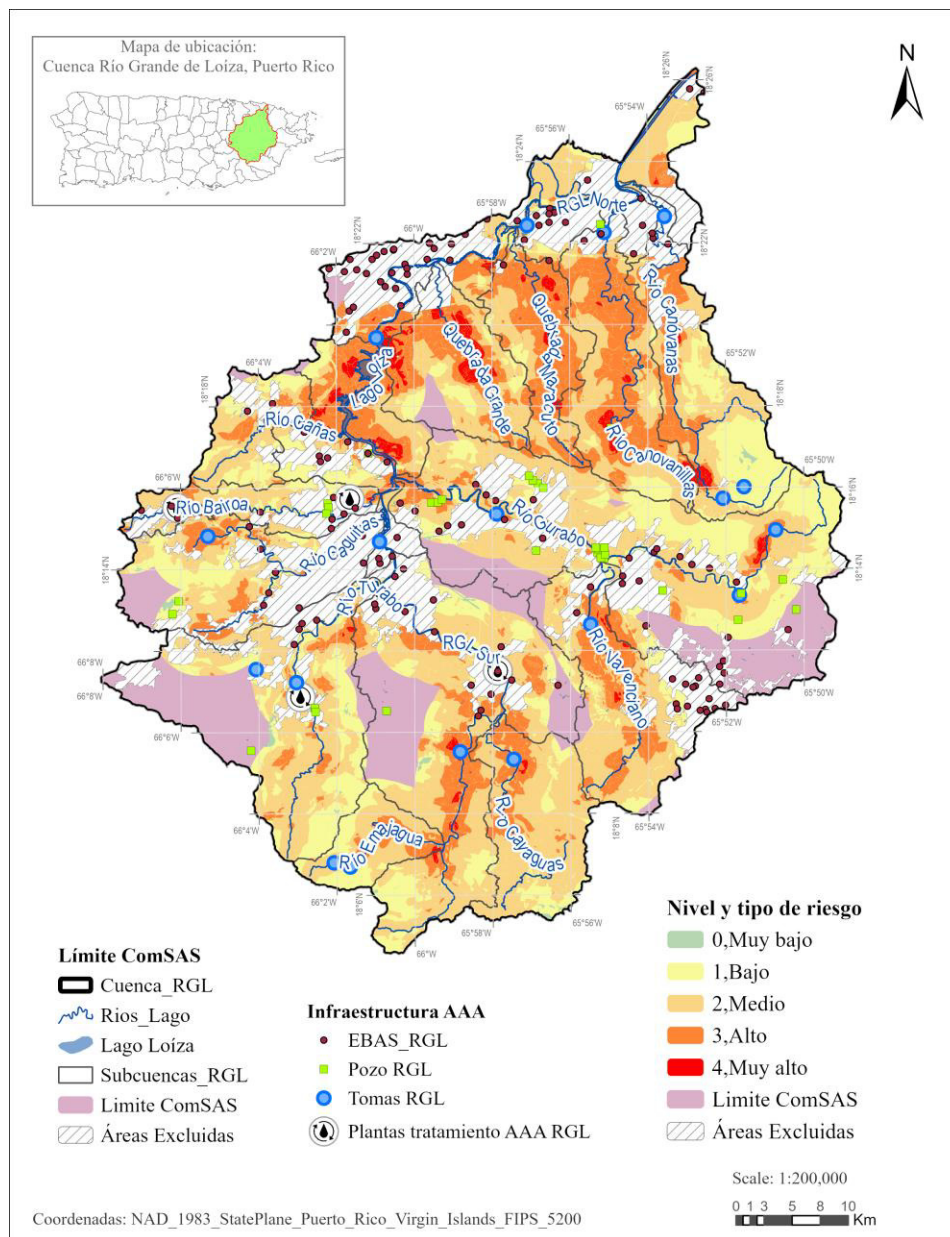 Mapa de ubicación:
Cuenca Río Grande de Loíza, Puerto Rico
N
18°26'N
18°26'N
65°54'W
65°56'W
18°24'N
65°58'W
RGL Norte
18°22'N
66°W
66°2'W
18°22'N
Río Canóvanas
Quebrada Maracuto
Quebrada Grande
Lago Loíza
65°52'W
66°4'W
18°18'N
18°18'N
Río Cañas
Río Canovanillas
65°50'W
66°6'W
18°16'N
Río Bairoa
Río Gurabo
Río Caguitas
18°14'N
18°14'N
Río Turabo
RGL-Sur
Río Valenciano
66°8'W
66°8'W
65°50'W
65°52'W
66°6'W
65°54'W
18°8'N
66°4'W
Río Emajagua
Río Cayaguas
66°2'W
18°6'N
65°56'W
65°58'W
66°W
Límite ComSAS
Cuenca_RGL
Rios_Lago
Lago Loíza
Subcuencas_RGL
Limite ComSAS
Áreas Excluidas
Infraestructura AAA
EBAS_RGL
Pozo RGL
Tomas RGL
Plantas tratamiento AAA RGL
Nivel y tipo de riesgo
0,Muy bajo
1,Bajo
2,Medio
3,Alto
4,Muy alto
Limite ComSAS
Áreas Excluidas
Scale: 1:200,000
0 1 3 5 8 10
Km
Coordenadas: NAD_1983_StatePlane_Puerto_Rico_Virgin_Islands_FIPS_5200